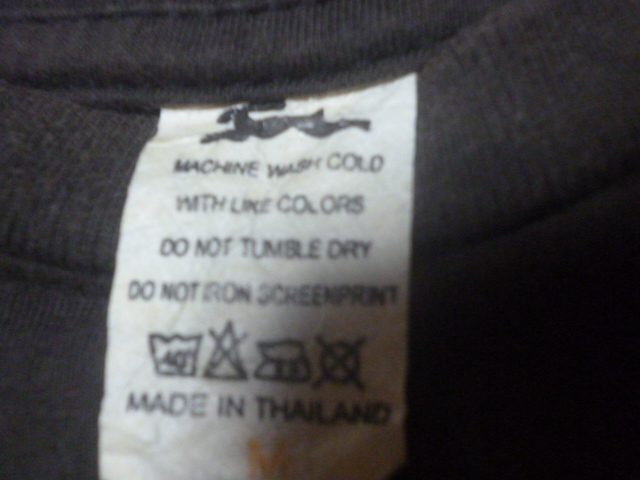 MACHINE WASH COLD
WITH LIKE COLORS
DO NOT TUMBLE DRY
DO NOT IRON SCREENPRINT
40°
MADE IN THAILAND
M